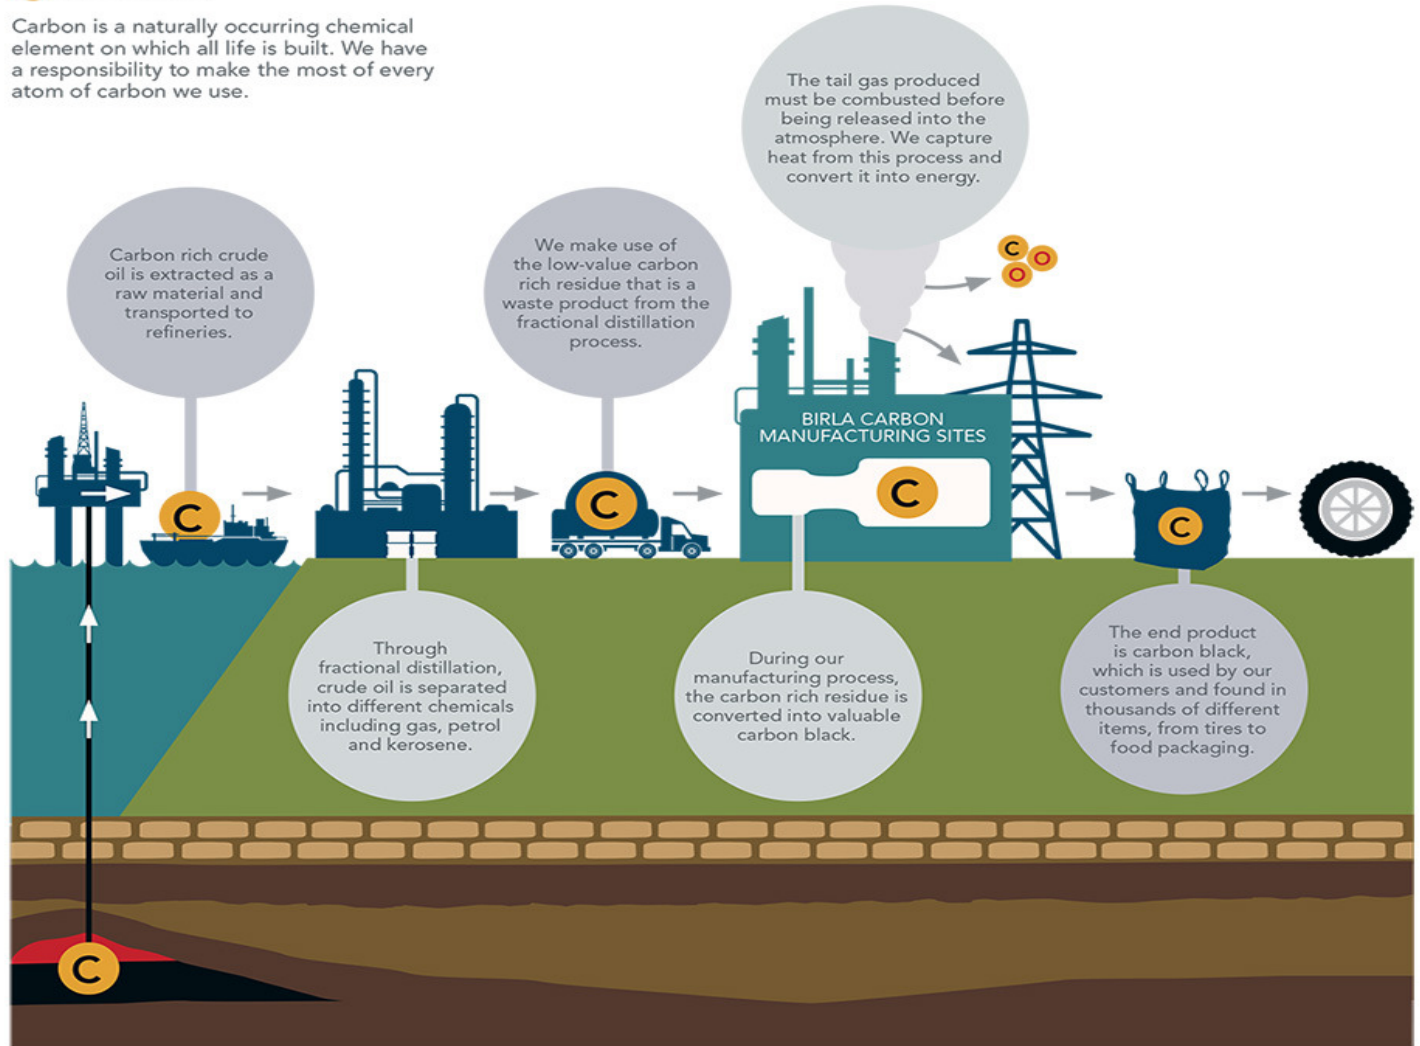 Carbon is a naturally occurring chemical
element on which all life is built. We have
a responsibility to make the most of every
atom of carbon we use.
The tail gas produced
must be combusted before
being released into the
atmosphere. We capture
heat from this process and
convert it into energy.
Carbon rich crude
oil is extracted as a
raw material and
transported to
refineries.
We make use of
the low-value carbon
rich residue that is a
waste product from the
fractional distillation
process.
C
O
O
BIRLA CARBON
MANUFACTURING SITES
C
C
C
C
Through
fractional distillation,
crude oil is separated
into different chemicals
including gas, petrol
and kerosene.
During our
manufacturing process,
the carbon rich residue is
converted into valuable
carbon black.
The end product
is carbon black,
which is used by our
customers and found in
thousands of different
items, from tires to
food packaging.
C